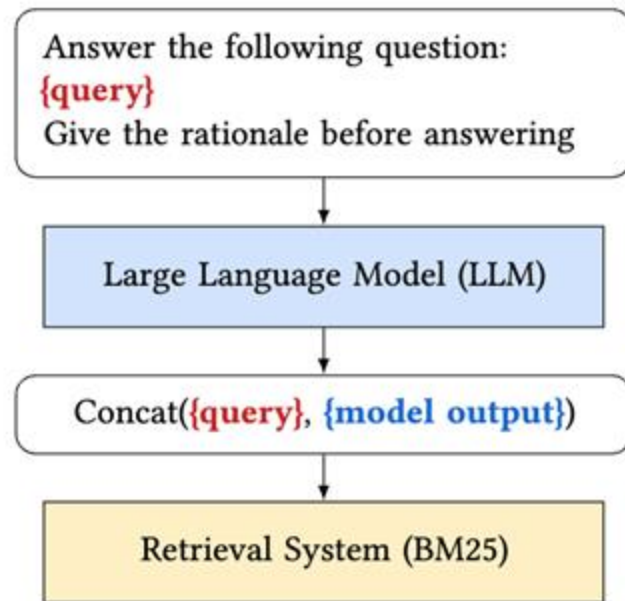 Answer the following question:
{query}
Give the rationale before answering
Large Language Model (LLM)
Concat({query}, {model output})
Retrieval System (BM25)